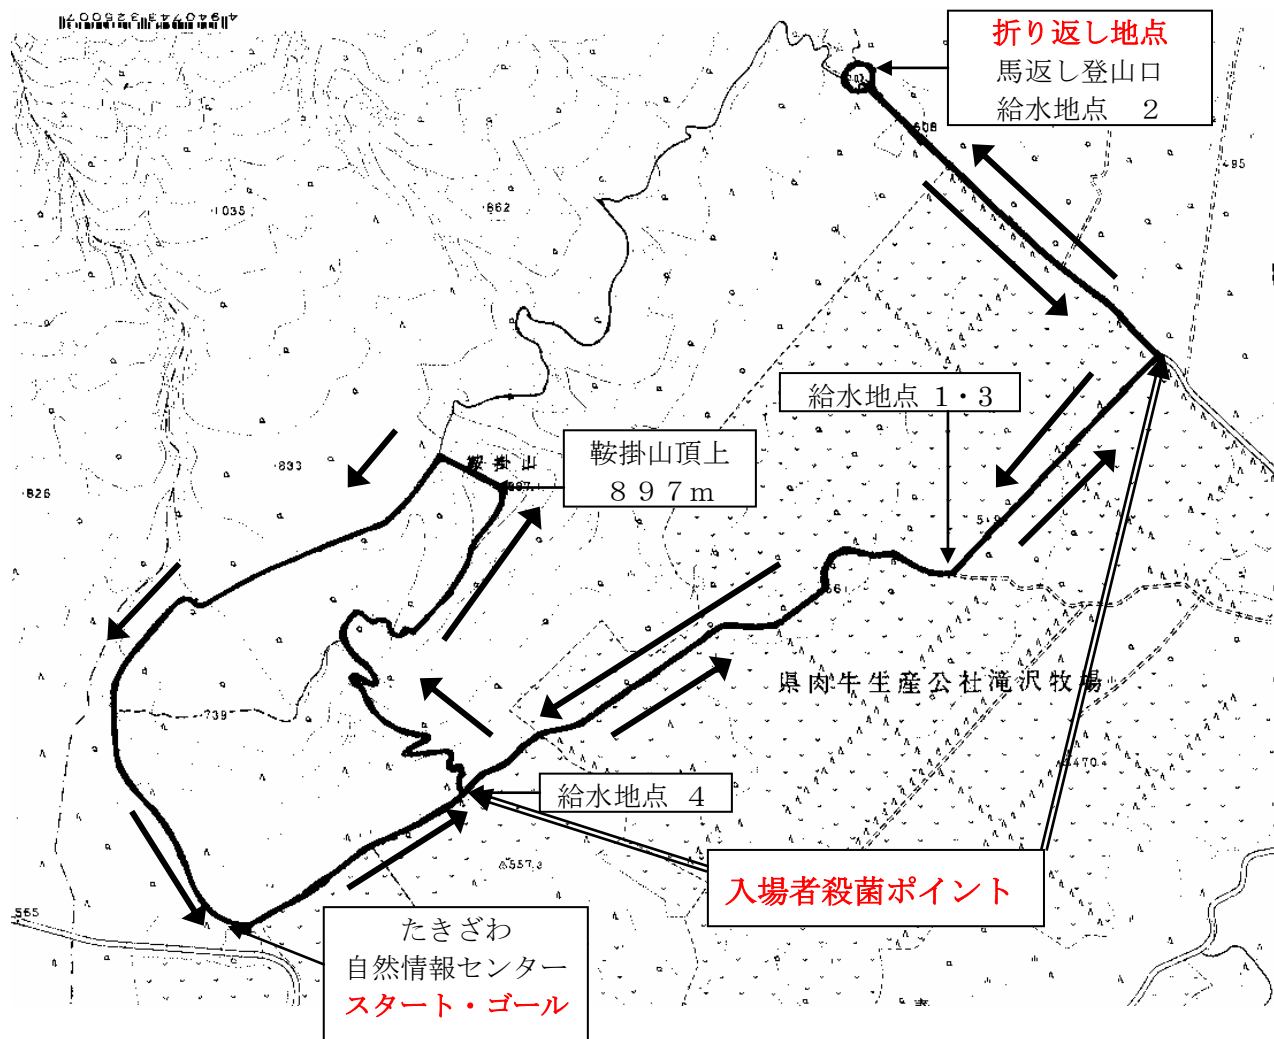 折り返し地点
馬返し登山口
給水地点 2
608
1035
862
給水地点 1・3
833
826
鞍掛山
897
鞍掛山頂上
897m
519
561
県肉牛生産公社滝沢牧場
739
470
給水地点 4
557.3
入場者殺菌ポイント
565
たきざわ
自然情報センター
スタート・ゴール